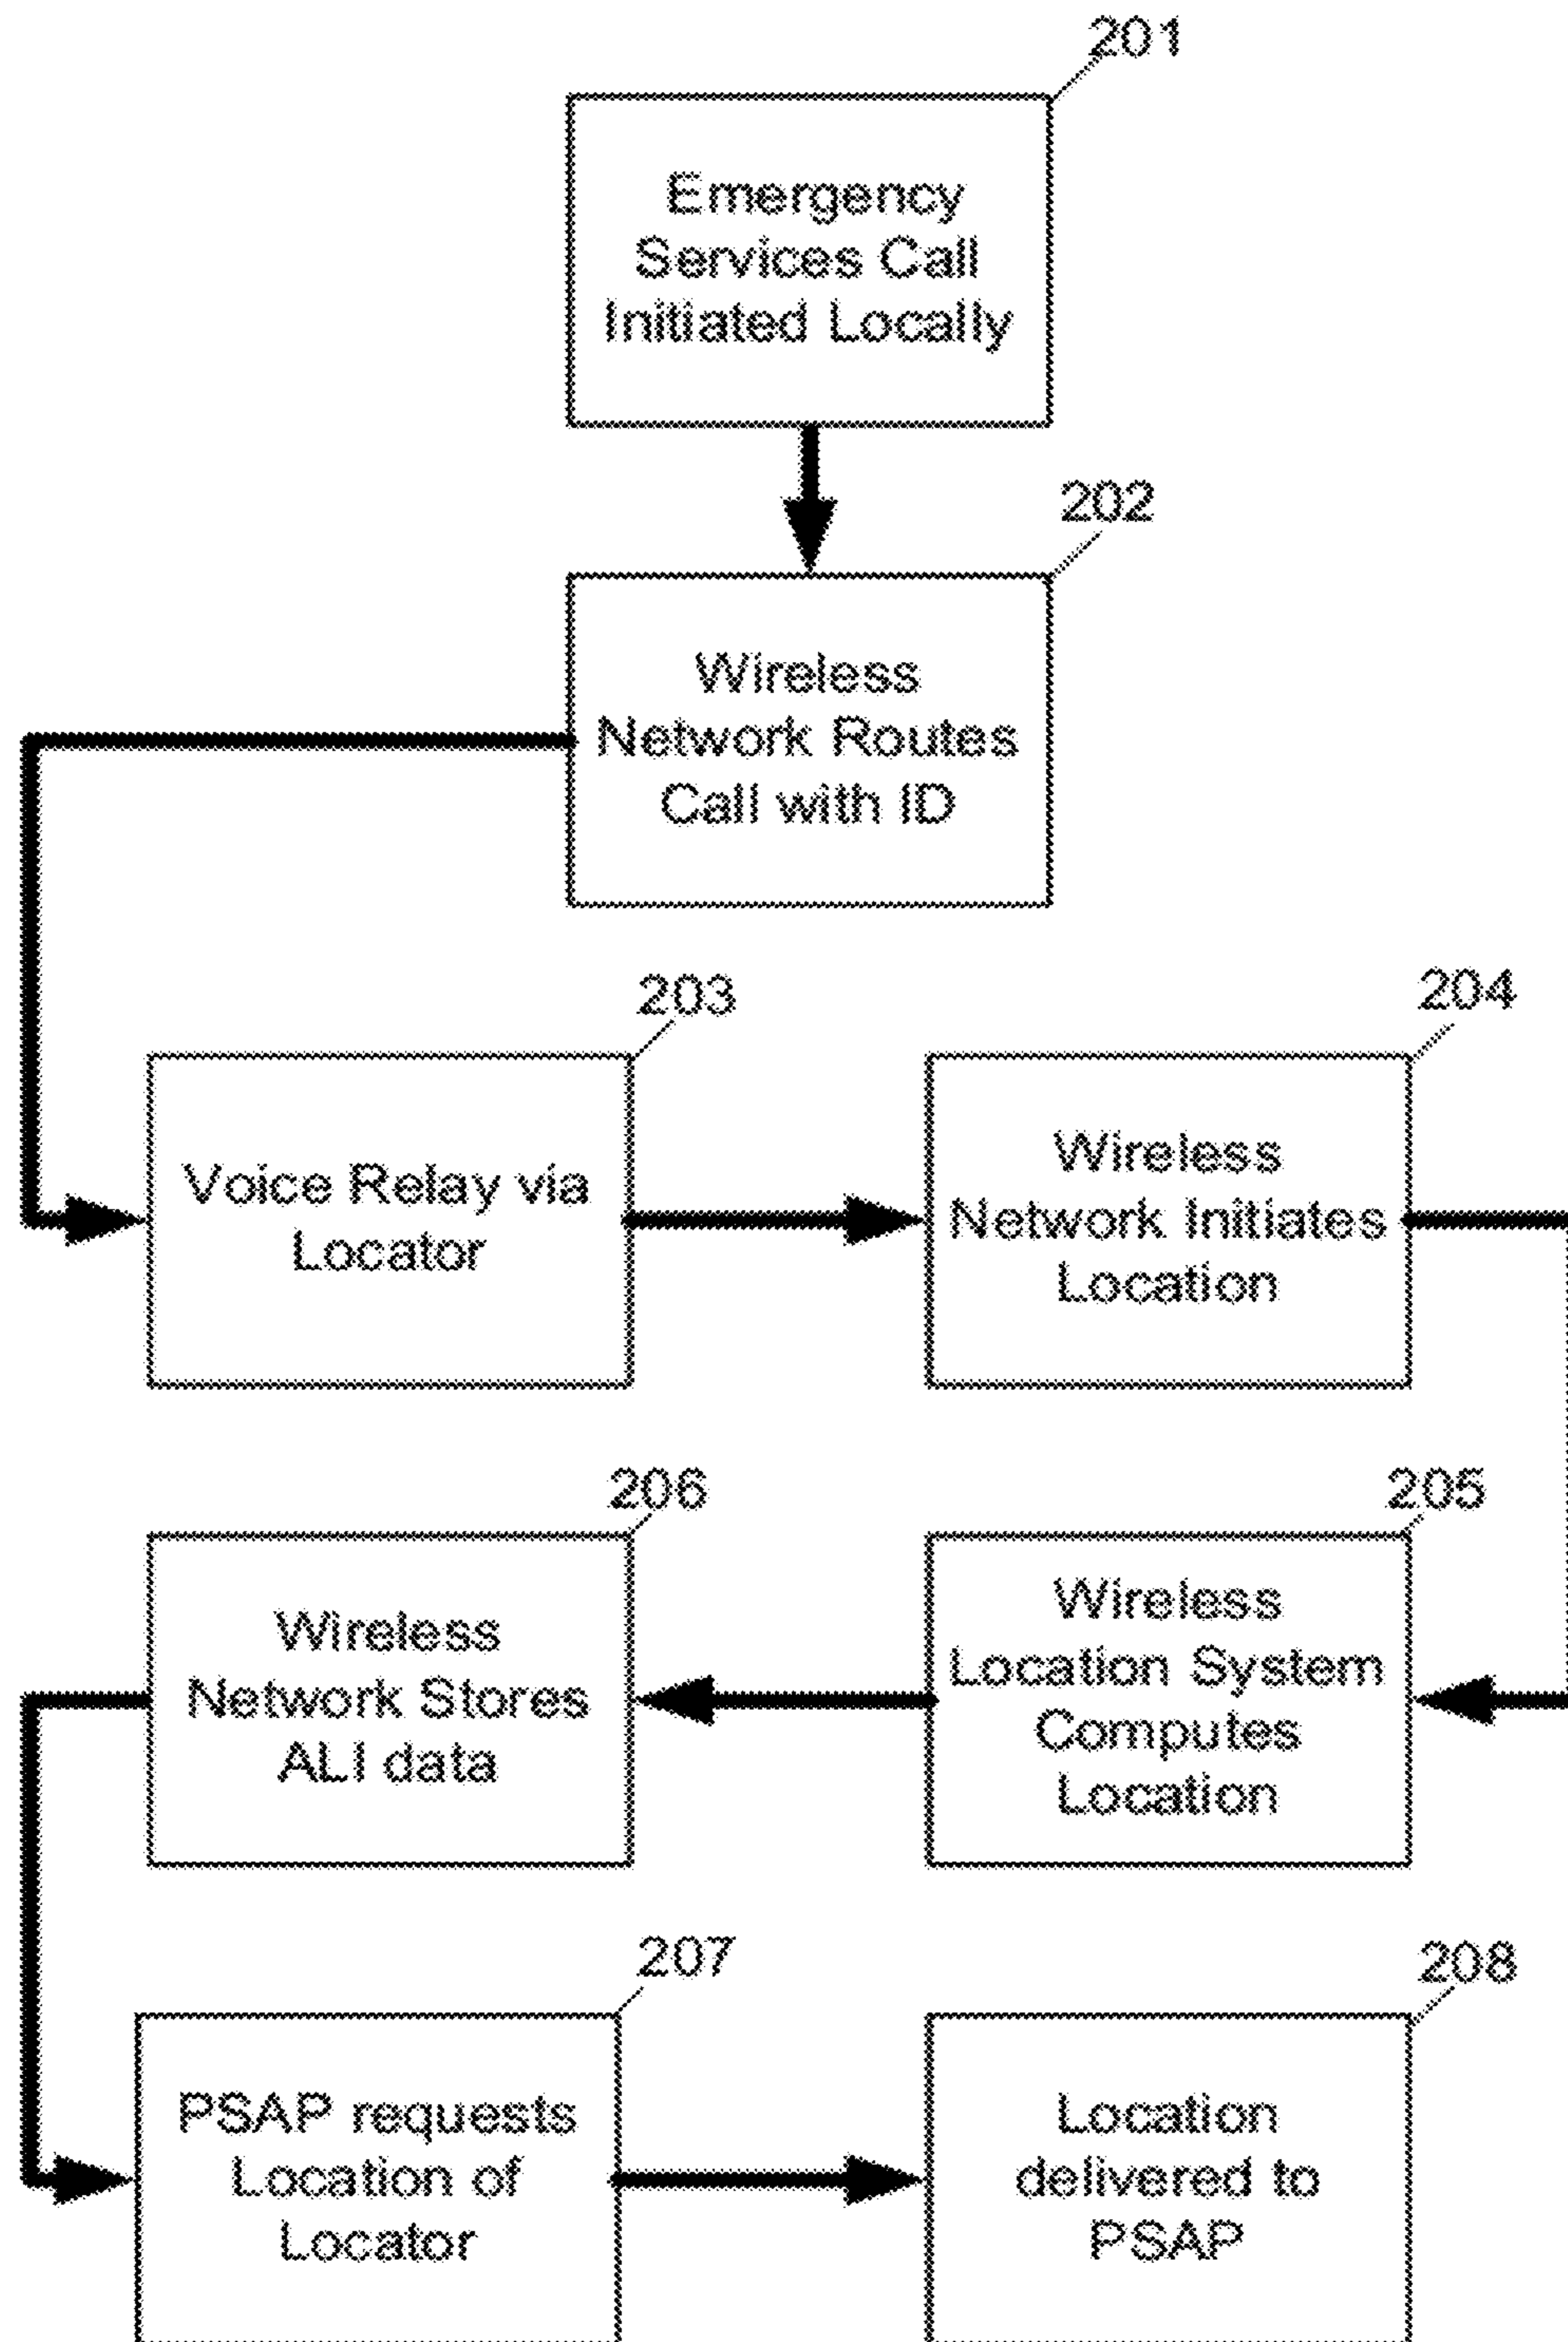 201
Emergency
Services Call
Initiated Locally
202
Wireless
Network Routes
Call with ID
203
Voice Relay via
Locator
204
Wireless
Network Initiates
Location
205
Wireless
Location System
Computes
Location
206
Wireless
Network Stores
ALI data
207
PSAP requests
Location of
Locator
208
Location
delivered to
PSAP